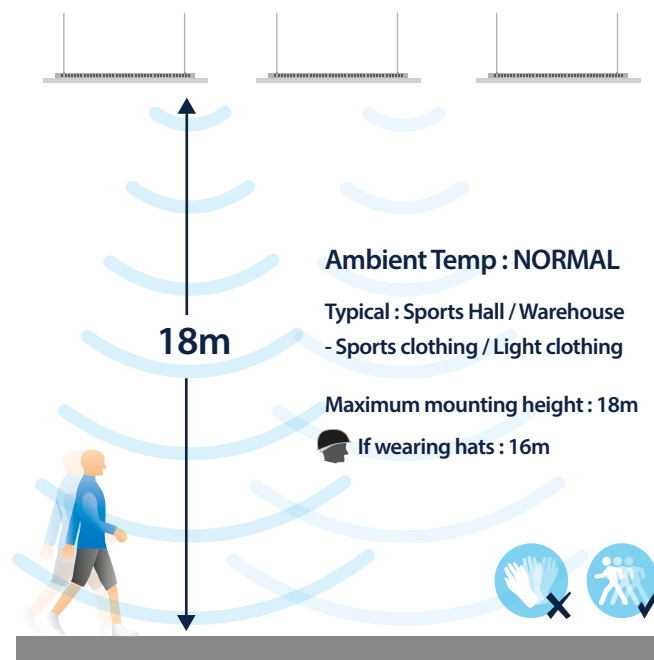 Ambient Temp : NORMAL
Typical : Sports Hall / Warehouse
- Sports clothing / Light clothing
18m
Maximum mounting height : 18m
If wearing hats : 16m